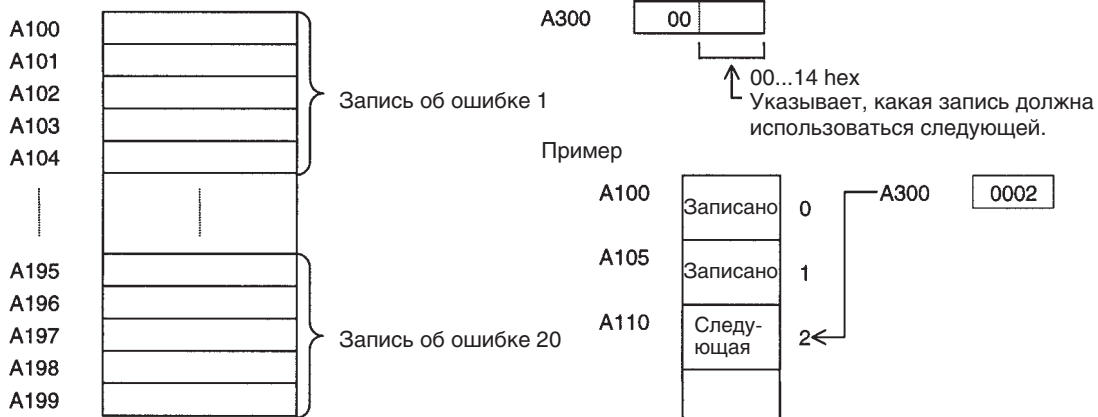 A100
A101
A102
A103
A104
Запись об ошибке 1
A195
A196
A197
A198
A199
Запись об ошибке 20
A300
00
00...14 hex
Указывает, какая запись должна
использоваться следующей.
Пример
A100
Записано
0
A300
0002
A105
Записано
1
A110
Следу-
ющая
2